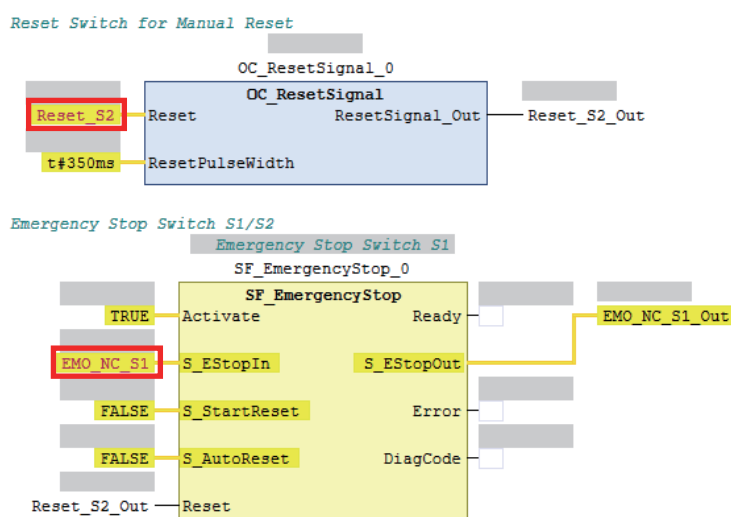 Reset Switch for Manual Reset
OC_ResetSignal_0
OC_ResetSignal
Reset_S2 Reset ResetSignal_Out Reset_S2_Out
t#350ms ResetPulseWidth
Emergency Stop Switch S1/S2
Emergency Stop Switch S1
SF_EmergencyStop_0
SF_EmergencyStop
TRUE Activate Ready EMO_NC_S1_Out
EMO_NC_S1 S_EStopIn S_EStopOut
FALSE S_StartReset Error
FALSE S_AutoReset DiagCode
Reset_S2_Out Reset